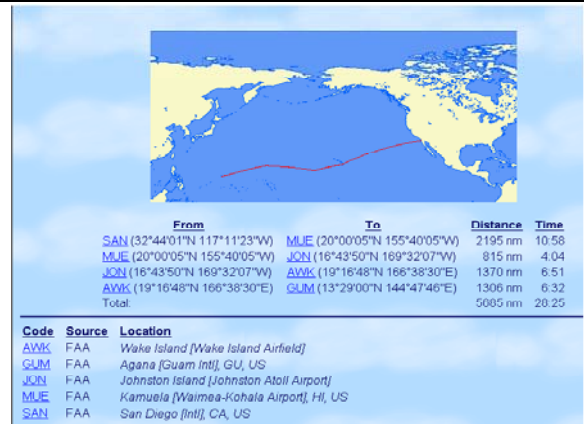 From To Distance Time
SAN (32°44'01"N 117°11'23"W) MUE (20°00'05"N 155°40'05"W) 2195 nm 10:58
MUE (20°00'05"N 155°40'05"W) JON (16°43'50"N 169°32'07"W) 815 nm 4:04
JON (16°43'50"N 169°32'07"W) AWK (19°16'48"N 166°38'30"E) 1370 nm 6:51
AWK (19°16'48"N 166°38'30"E) GUM (13°29'00"N 144°47'46"E) 1306 nm 6:32
Total: 5685 nm 28:25
Code Source Location
AWK FAA Wake Island [Wake Island Airfield]
GUM FAA Agana [Guam Intl], GU, US
JON FAA Johnston Island [Johnston Atoll Airport]
MUE FAA Kamuela [Waimea-Kohala Airport], HI, US
SAN FAA San Diego [Intl], CA, US